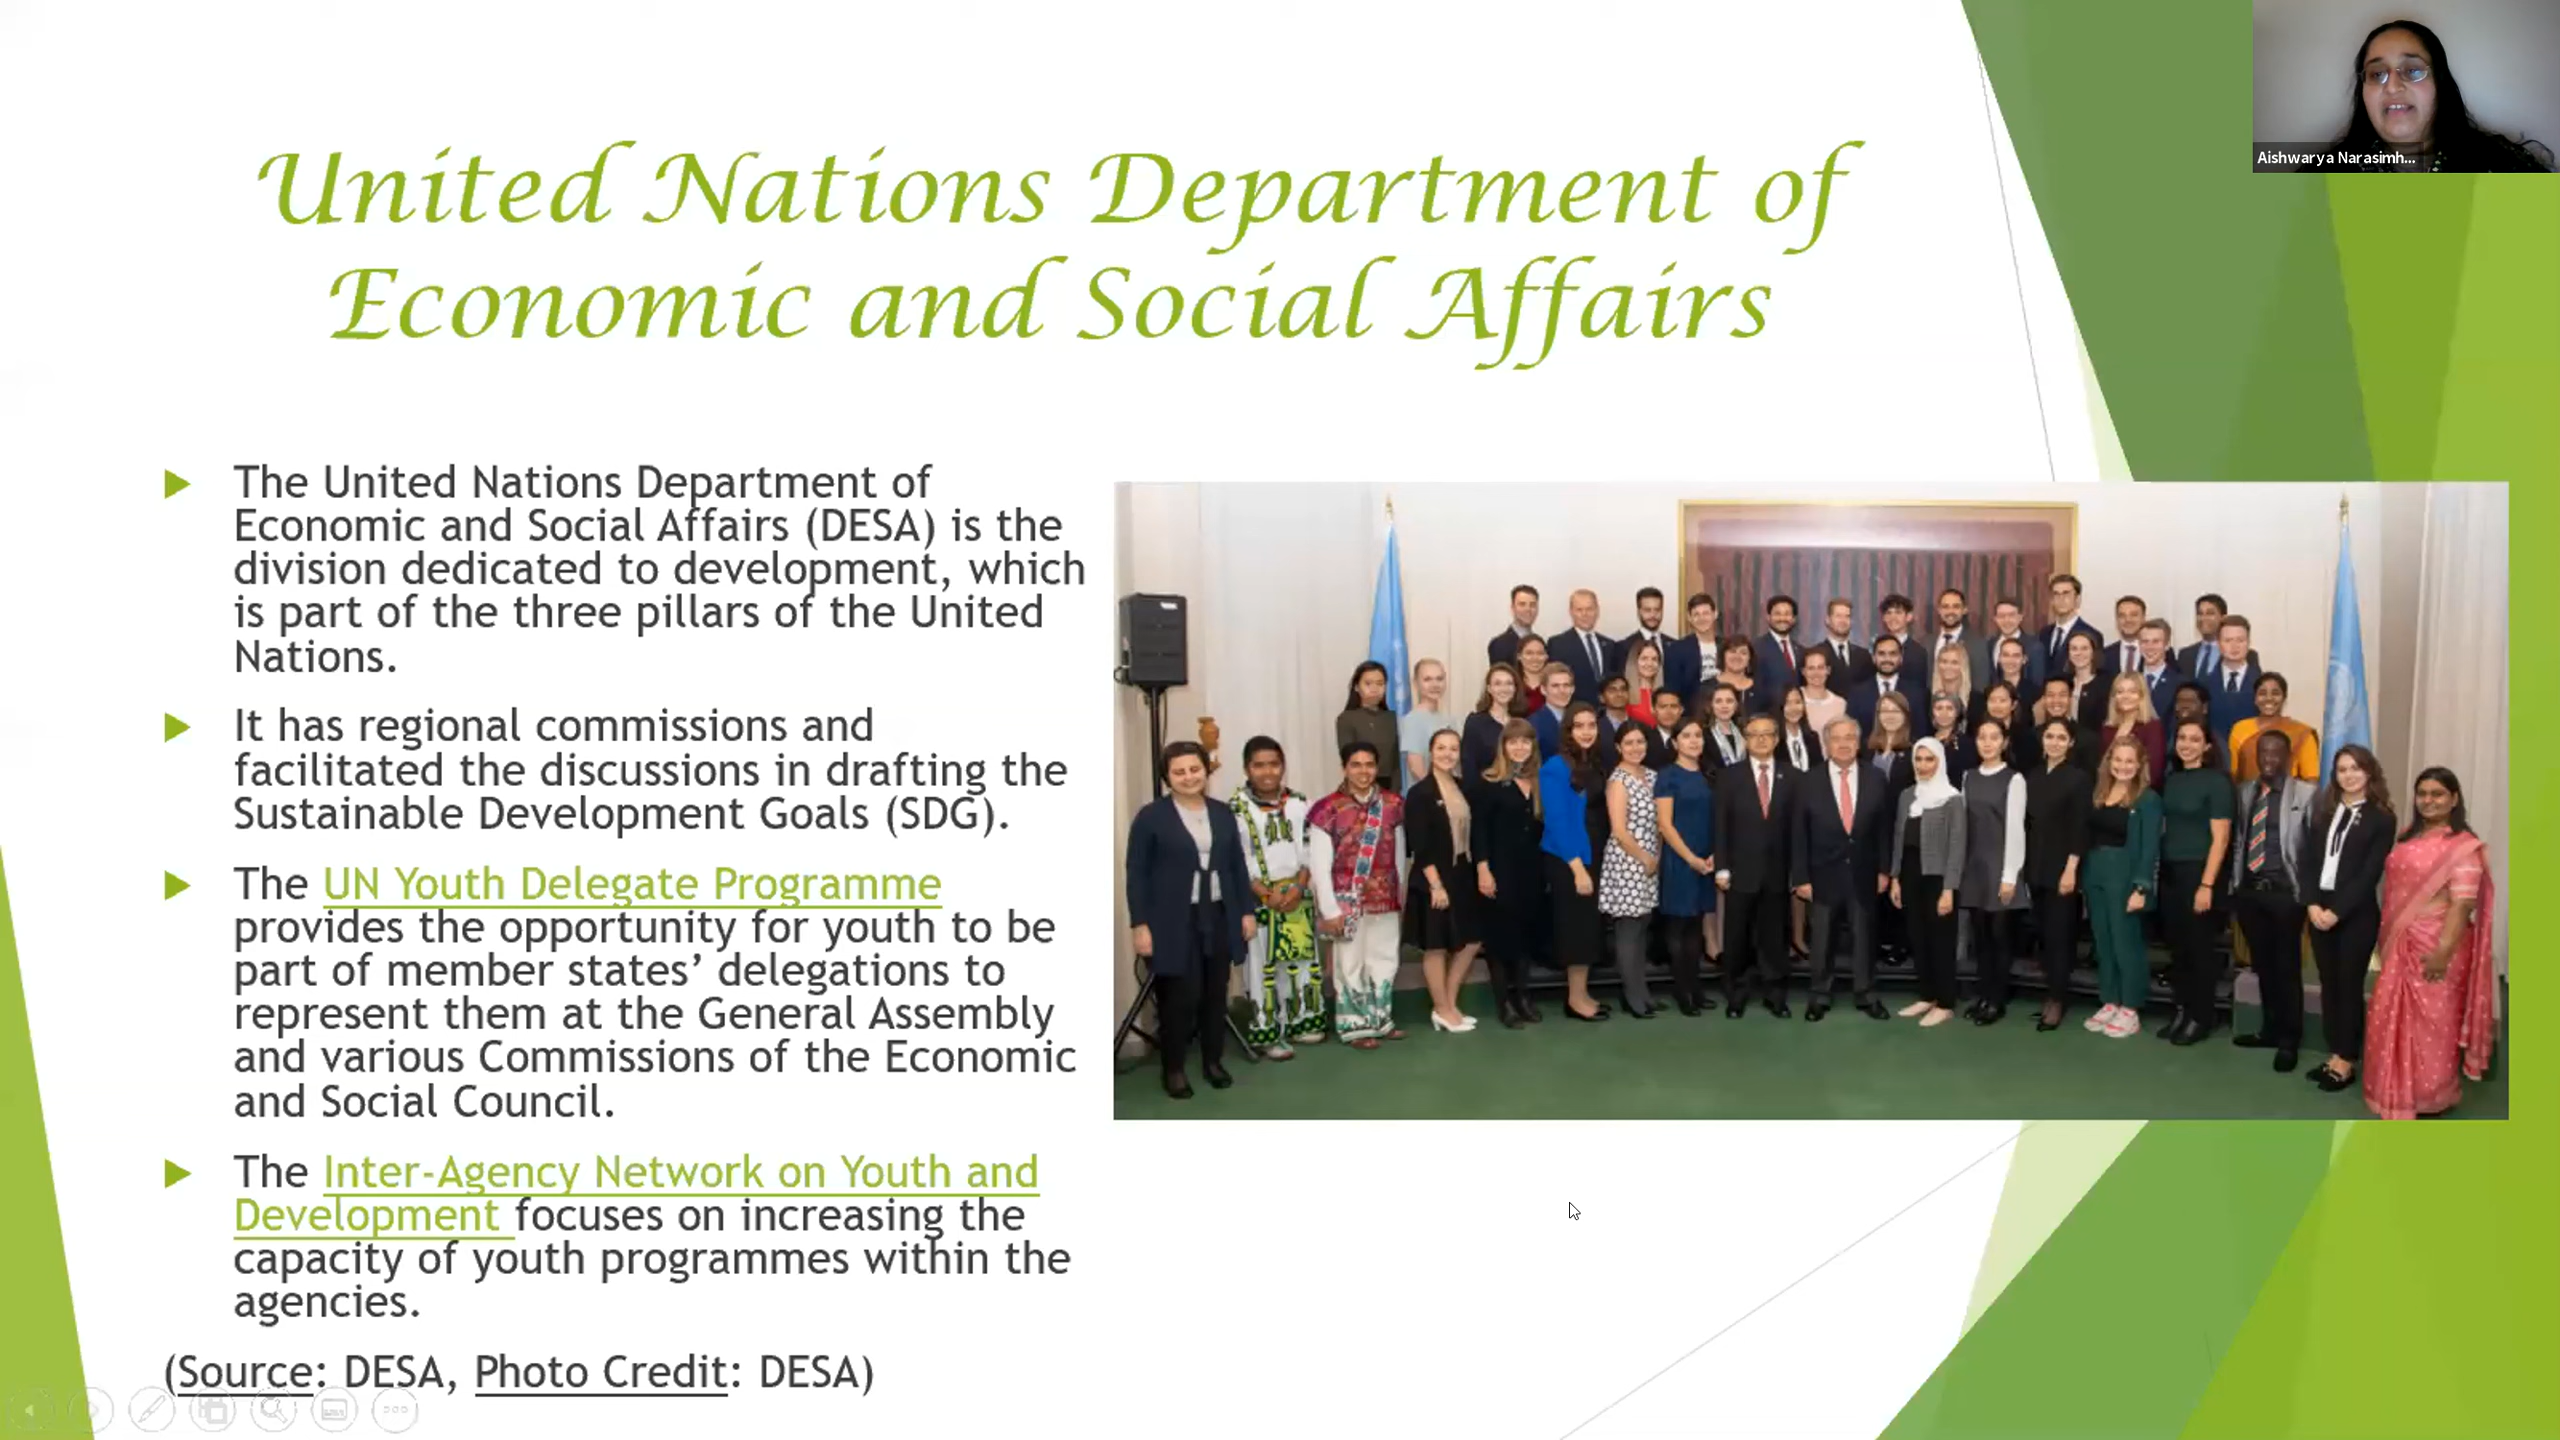 Aishwarya Narasimh...
United Nations Department of
Economic and Social Affairs
The United Nations Department of
Economic and Social Affairs (DESA) is the
division dedicated to development, which
is part of the three pillars of the United
Nations.
It has regional commissions and
facilitated the discussions in drafting the
Sustainable Development Goals (SDG).
The UN Youth Delegate Programme
provides the opportunity for youth to be
part of member states’ delegations to
represent them at the General Assembly
and various Commissions of the Economic
and Social Council.
The Inter-Agency Network on Youth and
Development focuses on increasing the
capacity of youth programmes within the
agencies.
(Source: DESA, Photo Credit: DESA)